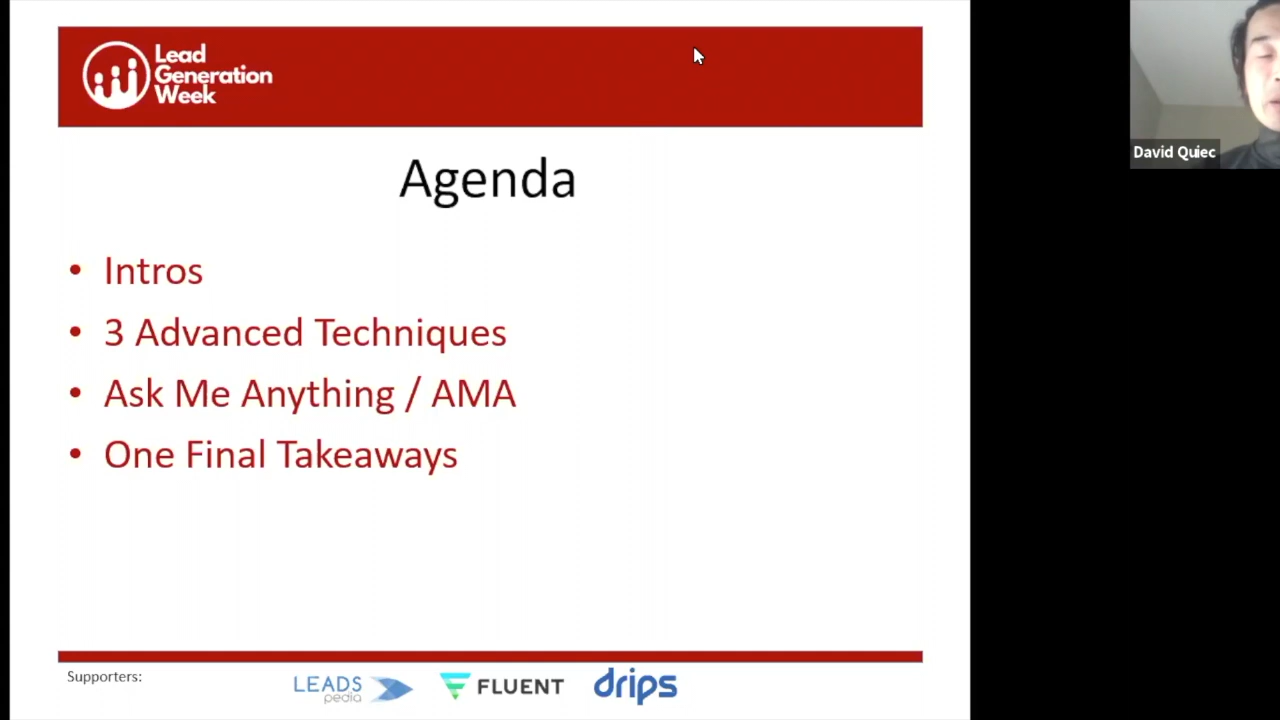 Lead
Generation
Week
David Quiec
Agenda
• Intros
• 3 Advanced Techniques
• Ask Me Anything / AMA
• One Final Takeaways
Supporters:
LEADS
pedia
FLUENT
drips